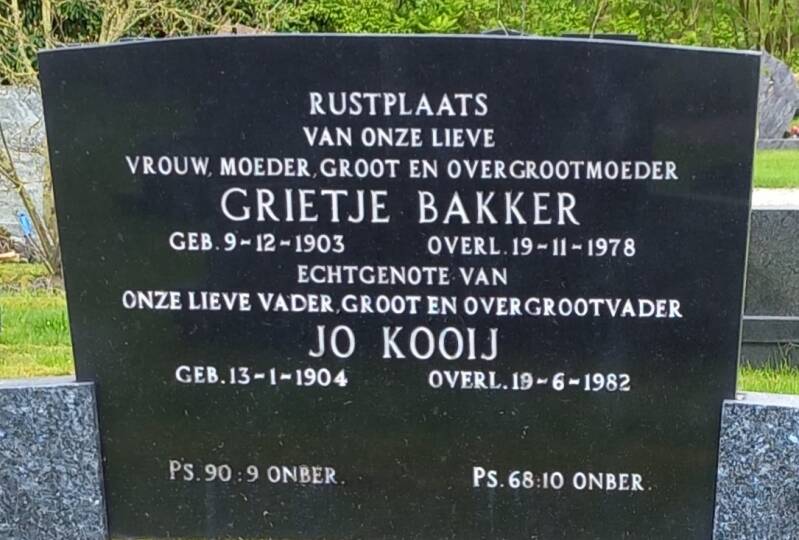 RUSTPLAATS
VAN ONZE LIEVE
VROUW, MOEDER, GROOT EN OVERGROOTMOEDER
GRIETJE BAKKER
GEB. 9-12-1903 OVERL. 19-11-1978
ECHTGENOTE VAN
ONZE LIEVE VADER, GROOT EN OVERGROOTVADER
JO KOOIJ
GEB. 13-1-1904 OVERL. 19-6-1982
PS. 90:9 ONBER. PS. 68:10 ONBER.